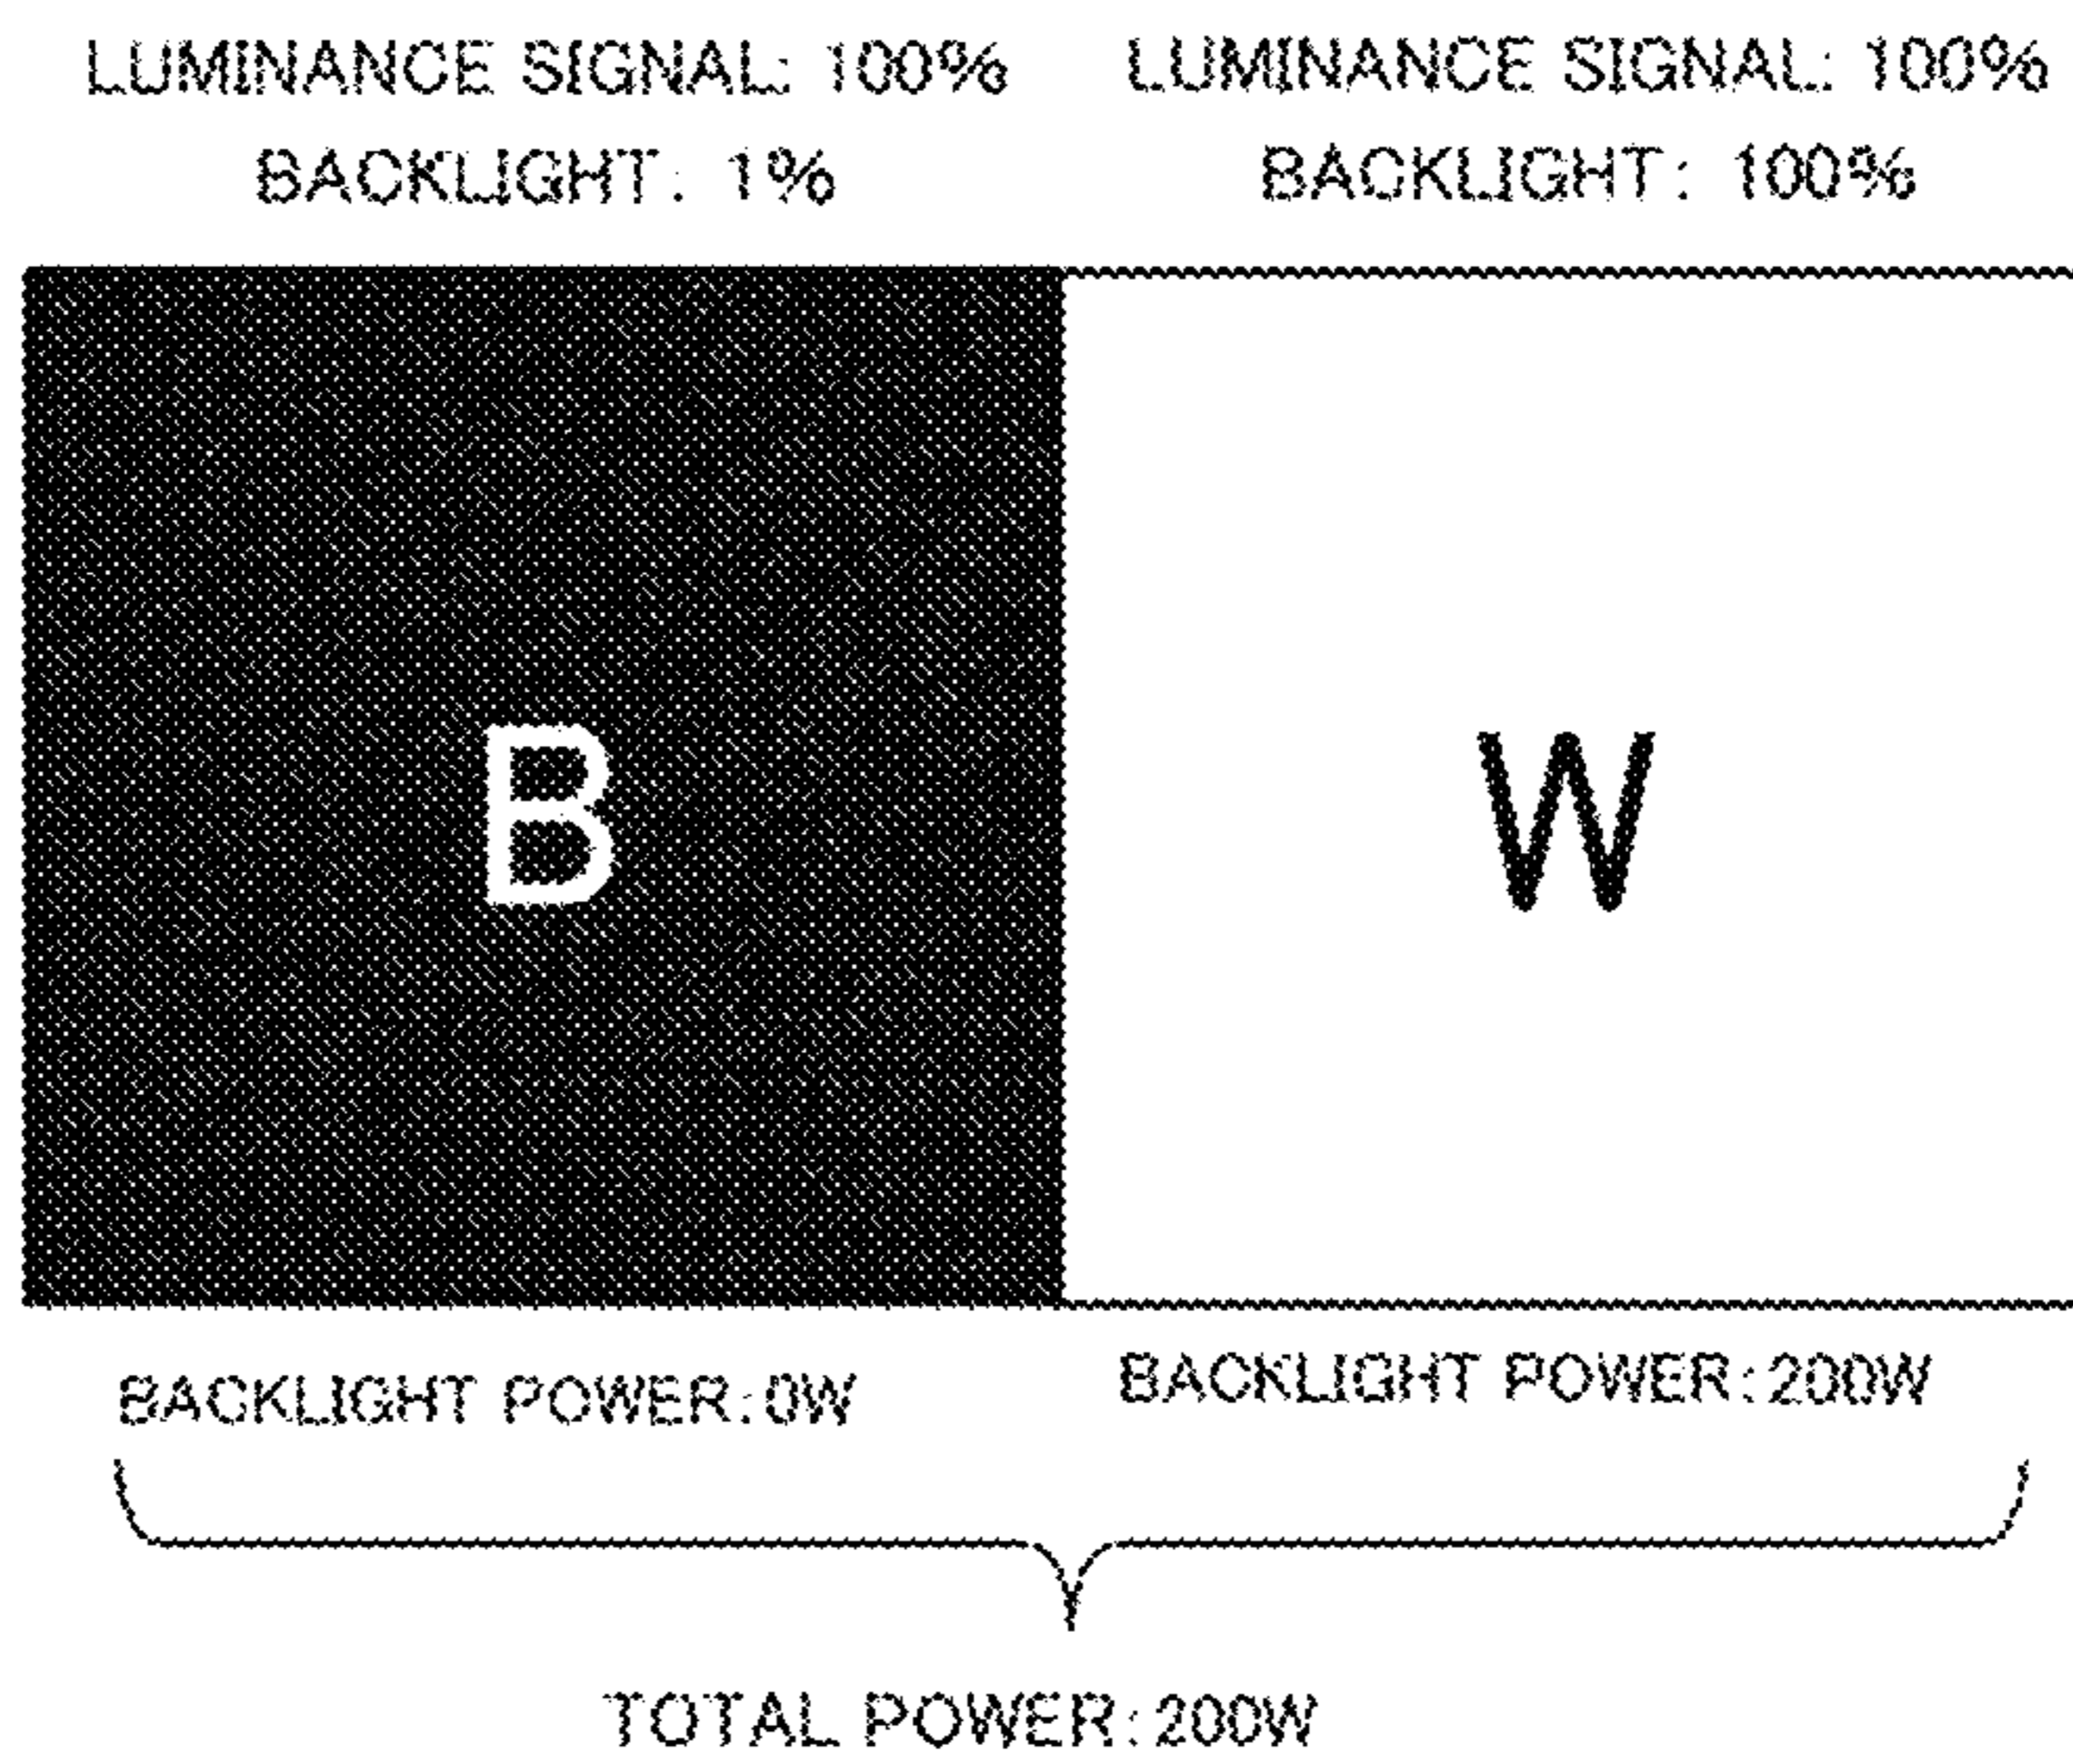 LUMINANCE SIGNAL: 100% LUMINANCE SIGNAL: 100%
BACKLIGHT: 1% BACKLIGHT: 100%
B W
BACKLIGHT POWER:0W BACKLIGHT POWER:200W
TOTAL POWER:200W